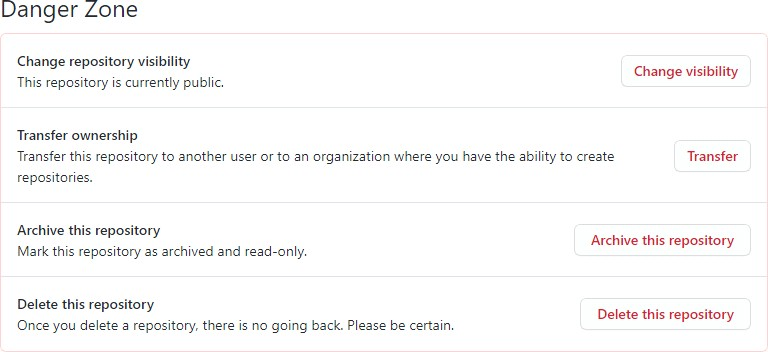 Danger Zone
Change repository visibility
This repository is currently public.
Change visibility
Transfer ownership
Transfer this repository to another user or to an organization where you have the ability to create
repositories.
Transfer
Archive this repository
Mark this repository as archived and read-only.
Archive this repository
Delete this repository
Once you delete a repository, there is no going back. Please be certain.
Delete this repository